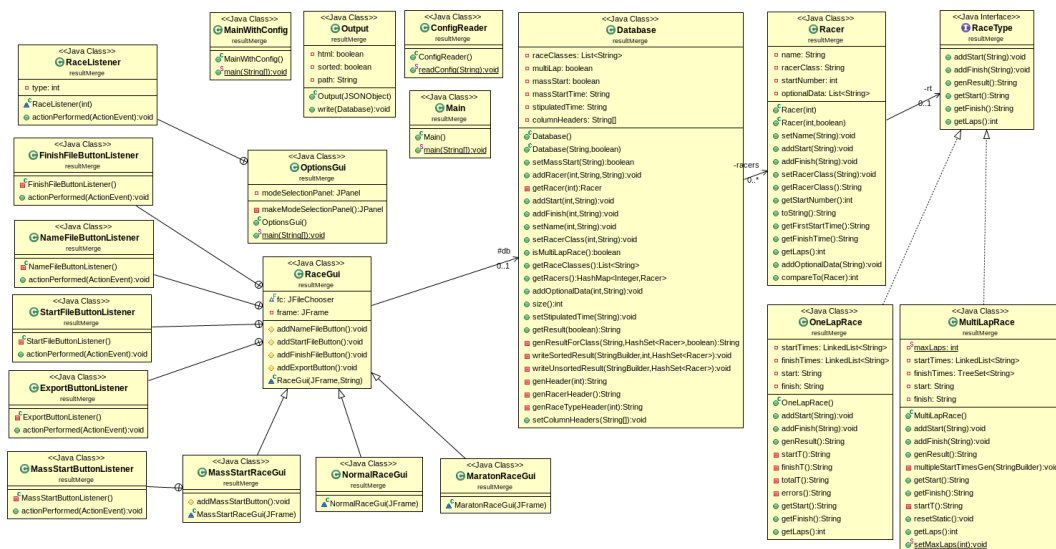 <<Java Class>>
RaceListener
resultMerge
type: int
RaceListener(int)
actionPerformed(ActionEvent):void
<<Java Class>>
FinishFileButtonListener
resultMerge
FinishFileButtonListener()
actionPerformed(ActionEvent):void
<<Java Class>>
NameFileButtonListener
resultMerge
NameFileButtonListener()
actionPerformed(ActionEvent):void
<<Java Class>>
StartFileButtonListener
resultMerge
StartFileButtonListener()
actionPerformed(ActionEvent):void
<<Java Class>>
ExportButtonListener
resultMerge
ExportButtonListener()
actionPerformed(ActionEvent):void
<<Java Class>>
MassStartButtonListener
resultMerge
MassStartButtonListener()
actionPerformed(ActionEvent):void
<<Java Class>>
MainWithConfig
resultMerge
MainWithConfig()
main(String[]):void
<<Java Class>>
Output
resultMerge
html: boolean
sorted: boolean
path: String
Output(JSONObject)
write(Database):void
<<Java Class>>
ConfigReader
resultMerge
ConfigReader()
readConfig(String):void
<<Java Class>>
Main
resultMerge
Main()
main(String[]):void
<<Java Class>>
OptionsGui
resultMerge
modeSelectionPanel: JPanel
makeModeSelectionPanel():JPanel
OptionsGui()
main(String[]):void
<<Java Class>>
RaceGui
resultMerge
fc: JFileChooser
frame: JFrame
addNameFileButton():void
addStartFileButton():void
addFinishFileButton():void
addExportButton():void
RaceGui(JFrame,String)
<<Java Class>>
MassStartRaceGui
resultMerge
addMassStartButton():void
MassStartRaceGui(JFrame)
<<Java Class>>
NormalRaceGui
resultMerge
NormalRaceGui(JFrame)
<<Java Class>>
MaratonRaceGui
resultMerge
MaratonRaceGui(JFrame)
#db
0..1
<<Java Class>>
Database
resultMerge
raceClasses: List<String>
multiLap: boolean
massStart: boolean
massStartTime: String
stipulatedTime: String
columnHeaders: String[]
Database()
Database(String,boolean)
setMassStart():boolean
addRacer(int,String,String):void
getRacer(int):Racer
addStart(int,String):void
addFinish(int,String):void
setName(int,String):void
setRacerClass(int,String):void
isMultiLapRace():boolean
getRaceClasses():List<String>
getRacers():HashMap<Integer,Racer>
addOptionalData(int,String):void
size():int
setStipulatedTime(String):void
getResult(boolean):String
genResultForClass(String,HashSet<Racer>,boolean):String
writeSortedResult(StringBuilder,int,HashSet<Racer>):void
writeUnsortedResult(StringBuilder,HashSet<Racer>):void
genHeader(int):String
genRacerHeader():String
genRaceTypeHeader(int):String
setColumnHeaders(String[]):void
-racers
0..*
<<Java Class>>
Racer
resultMerge
name: String
racerClass: String
startNumber: int
optionalData: List<String>
Racer(int)
Racer(int,boolean)
setName(String):void
addStart(String):void
addFinish(String):void
setRacerClass(String):void
getRacerClass():String
getStartNumber():int
toString():String
getFirstStartTime():String
getFinishTime():String
getLaps():int
addOptionalData(String):void
compareTo(Racer):int
-rt
0..1
<<Java Interface>>
RaceType
resultMerge
addStart(String):void
addFinish(String):void
genResult():String
getStart():String
getFinish():String
getLaps():int
<<Java Class>>
OneLapRace
resultMerge
startTimes: LinkedList<String>
finishTimes: LinkedList<String>
start: String
finish: String
OneLapRace()
addStart(String):void
addFinish(String):void
genResult():String
startT():String
finishT():String
totalT():String
errors():String
getStart():String
getFinish():String
getLaps():int
<<Java Class>>
MultiLapRace
resultMerge
maxLaps: int
startTimes: LinkedList<String>
finishTimes: TreeSet<String>
start: String
finish: String
MultiLapRace()
addStart(String):void
addFinish(String):void
genResult():String
multipleStartTimesGen(StringBuilder):void
getStart():String
getFinish():String
startT():String
resetStatic():void
getLaps():int
setMaxLaps(int):void